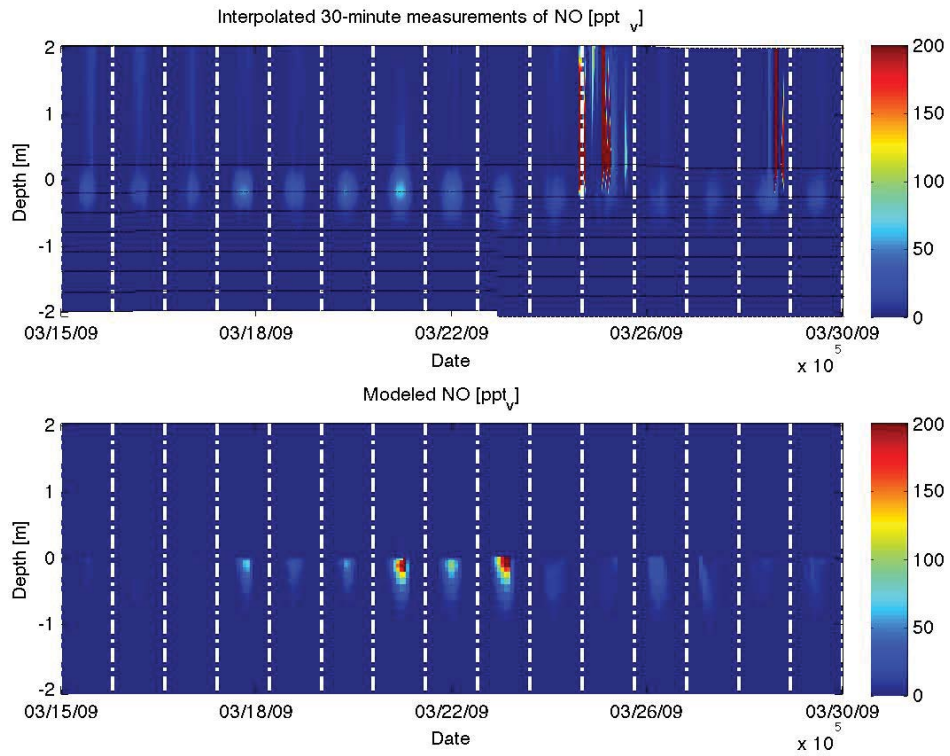 Interpolated 30-minute measurements of NO [ppt v]
2
1
0
-1
-2
Depth [m]
200
150
100
50
0
03/15/09 03/18/09 03/22/09 03/26/09 03/30/09
Date
x 10^5
Modeled NO [ppt_v]
2
1
0
-1
-2
Depth [m]
200
150
100
50
0
03/15/09 03/18/09 03/22/09 03/26/09 03/30/09
Date
x 10^5